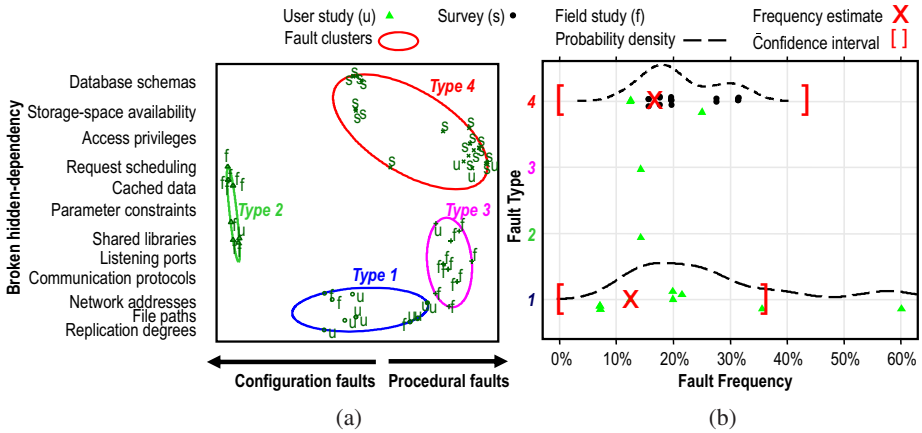 User study (u) Survey (s) Field study (f) Frequency estimate X
Fault clusters Probability density Confidence interval [ ]
Broken hidden-dependency
Database schemas
Storage-space availability
Access privileges
Request scheduling
Cached data
Parameter constraints
Shared libraries
Listening ports
Communication protocols
Network addresses
File paths
Replication degrees
Type 4
Type 2
Type 3
Type 1
Configuration faults Procedural faults
(a)
Fault Type
4
3
2
1
0% 10% 20% 30% 40% 50% 60%
Fault Frequency
(b)